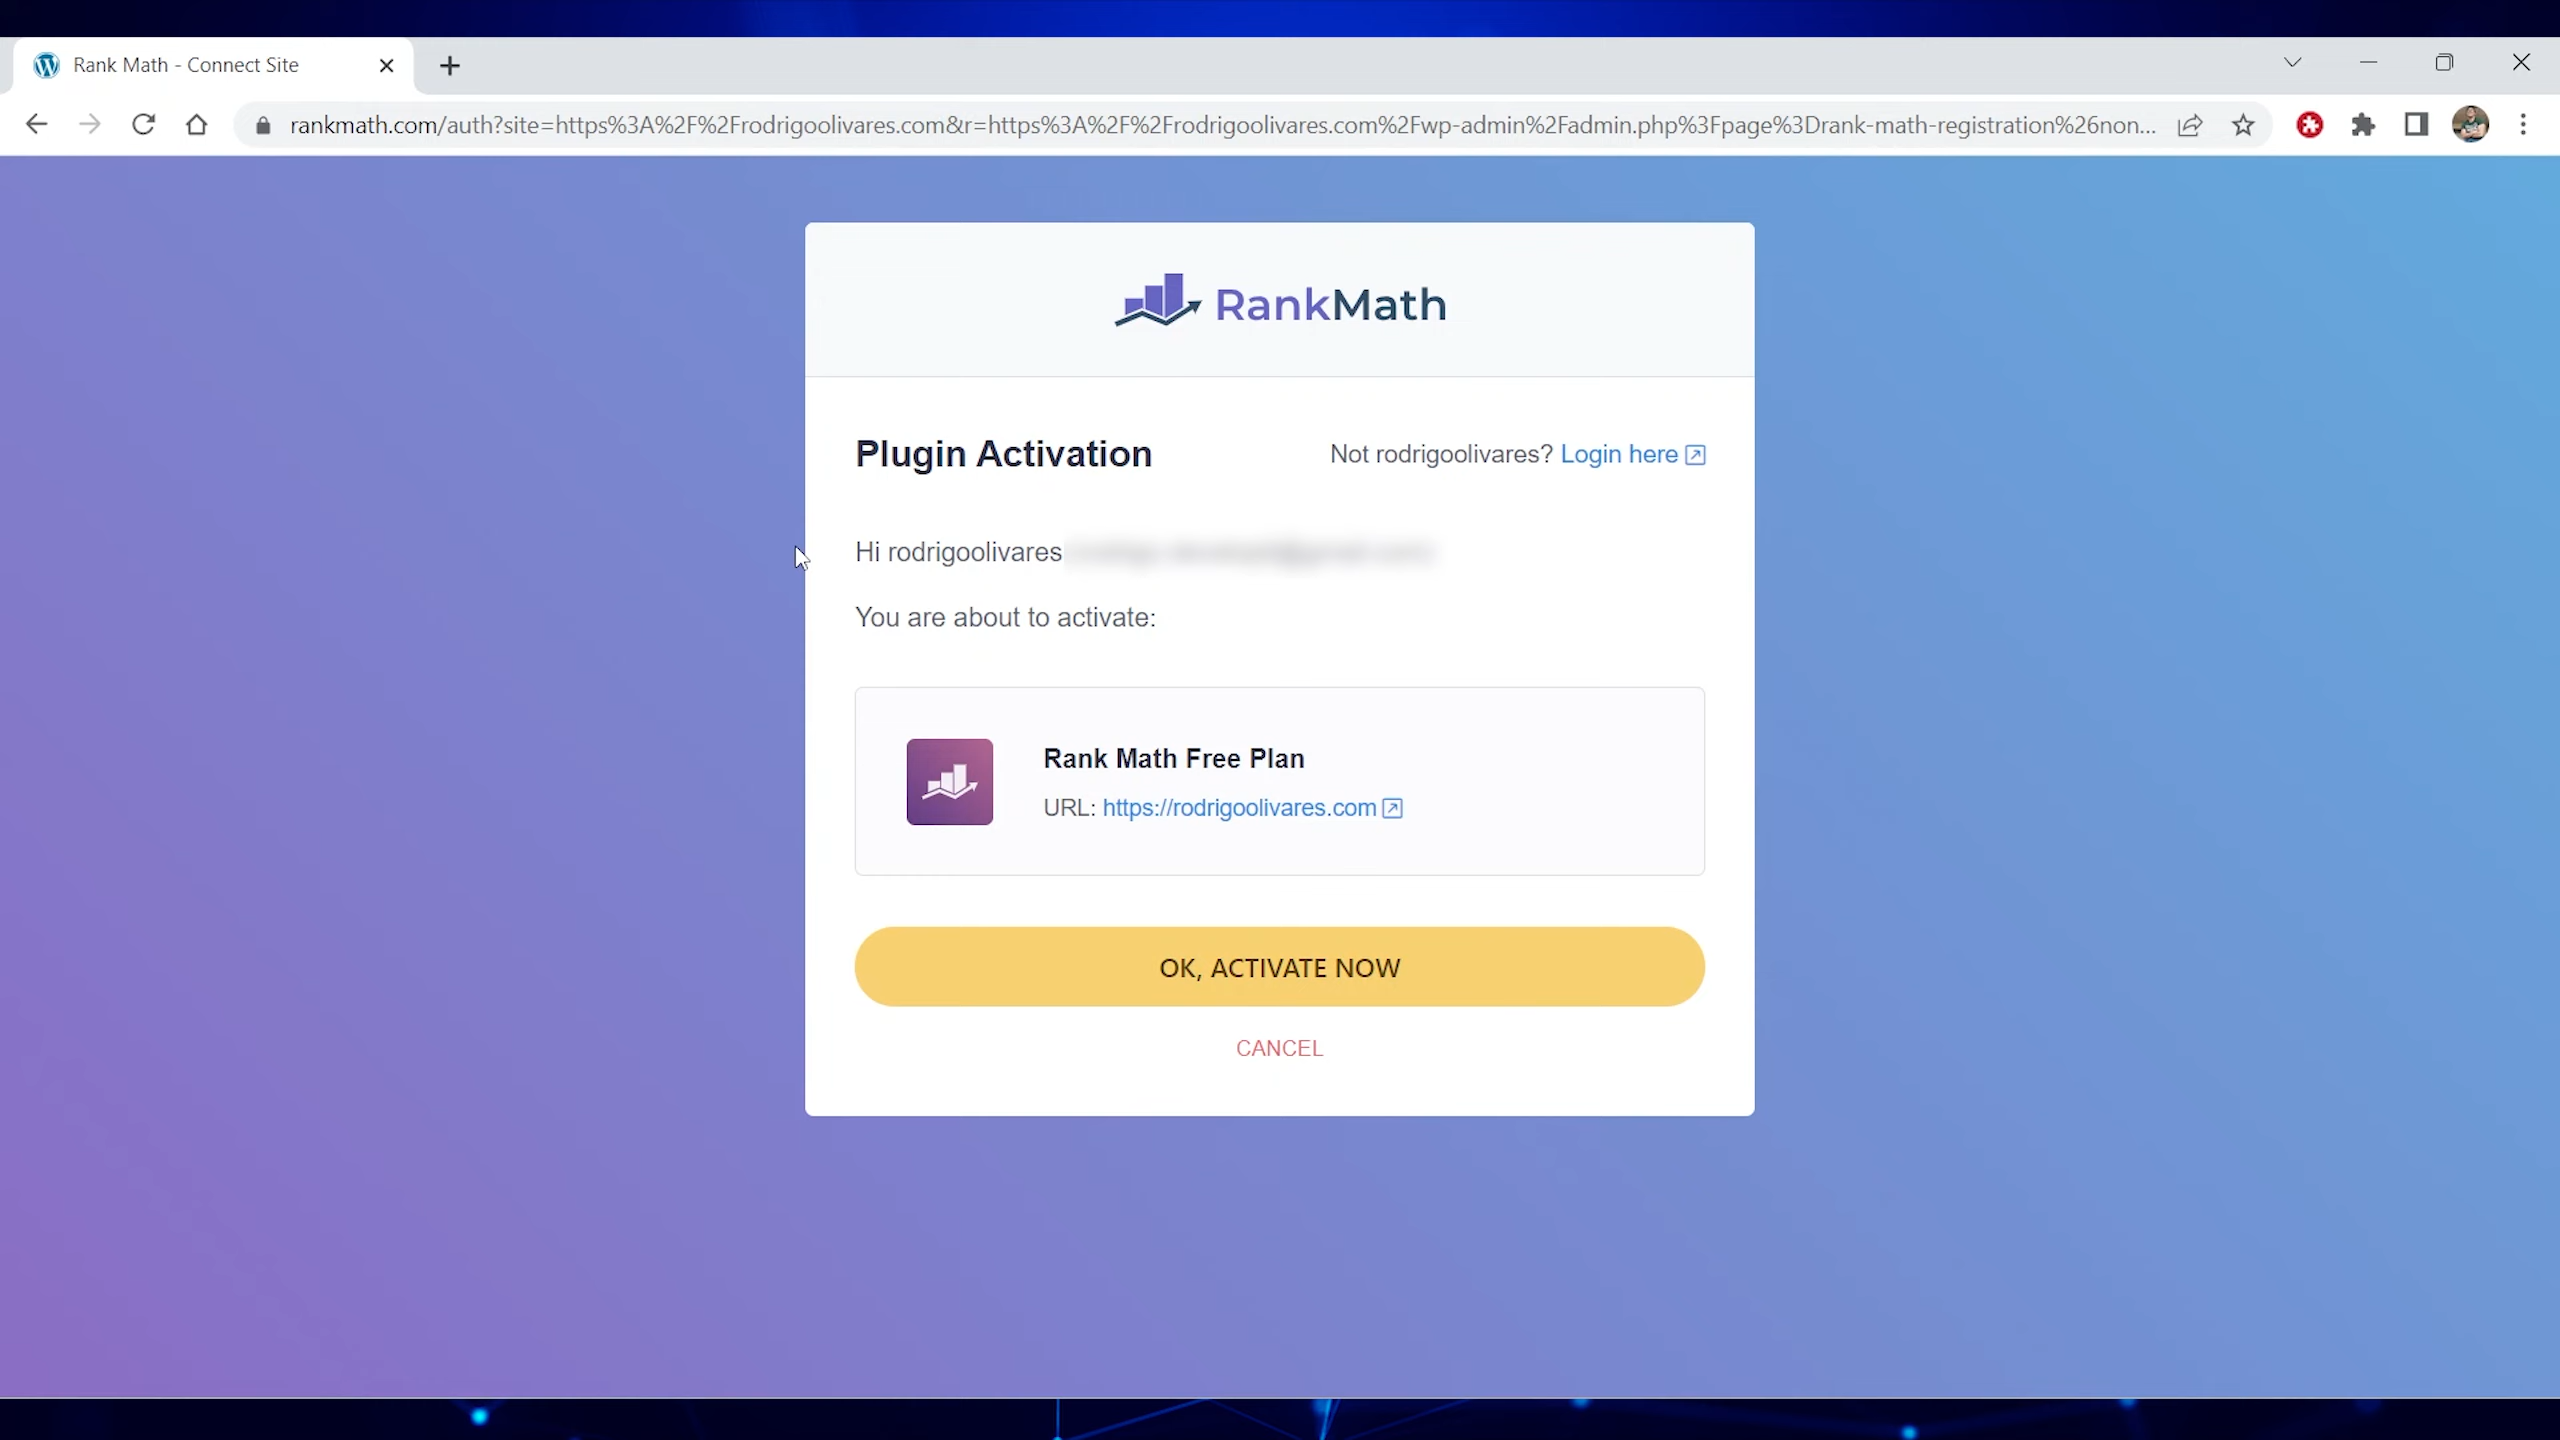 Rank Math - Connect Site
rankmath.com/auth?site=https%3A%2F%2Frodrigoolivares.com&r=https%3A%2F%2Frodrigoolivares.com%2Fwp-admin%2Fadmin.php%3Fpage%3Drank-math-registration%26non...
RankMath
Plugin Activation
Not rodrigoolivares? Login here
Hi rodrigoolivares
You are about to activate:
Rank Math Free Plan
URL: https://rodrigoolivares.com
OK, ACTIVATE NOW
CANCEL